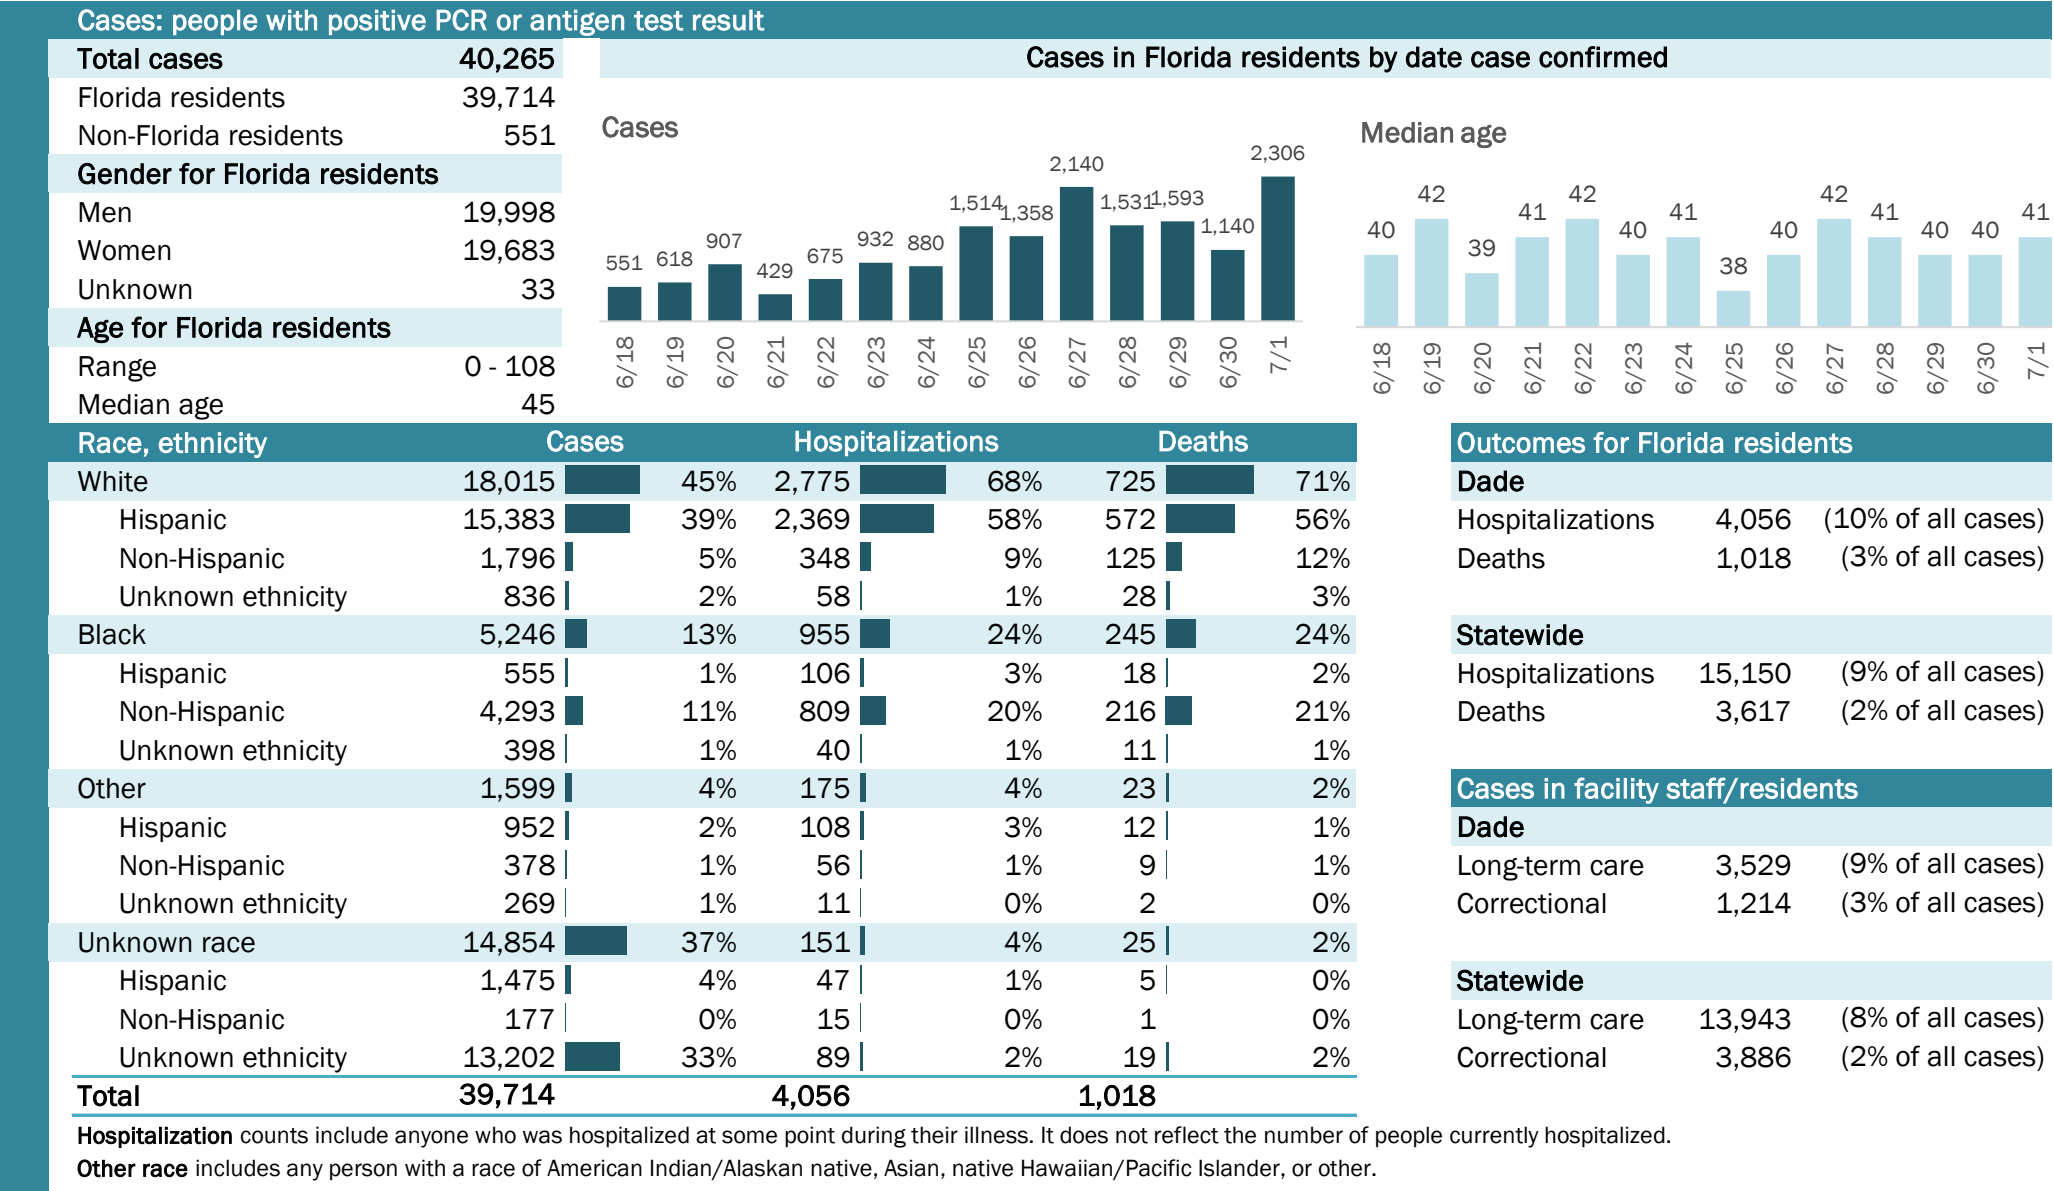 Cases: people with positive PCR or antigen test result
Total cases 40,265
Florida residents 39,714
Non-Florida residents 551
Gender for Florida residents
Men 19,998
Women 19,683
Unknown 33
Age for Florida residents
Range 0 - 108
Median age 45
Cases in Florida residents by date case confirmed
Cases
551 618 907 429 675 932 880 1,514 1,358 2,140 1,531 1,593 1,140 2,306
6/18 6/19 6/20 6/21 6/22 6/23 6/24 6/25 6/26 6/27 6/28 6/29 6/30 7/1
Median age
40 42 39 41 42 40 41 38 40 42 41 40 40 41
6/18 6/19 6/20 6/21 6/22 6/23 6/24 6/25 6/26 6/27 6/28 6/29 6/30 7/1
Race, ethnicity Cases Hospitalizations Deaths
White 18,015 45% 2,775 68% 725 71%
Hispanic 15,383 39% 2,369 58% 572 56%
Non-Hispanic 1,796 5% 348 9% 125 12%
Unknown ethnicity 836 2% 58 1% 28 3%
Black 5,246 13% 955 24% 245 24%
Hispanic 555 1% 106 3% 18 2%
Non-Hispanic 4,293 11% 809 20% 216 21%
Unknown ethnicity 398 1% 40 1% 11 1%
Other 1,599 4% 175 4% 23 2%
Hispanic 952 2% 108 3% 12 1%
Non-Hispanic 378 1% 56 1% 9 1%
Unknown ethnicity 269 1% 11 0% 2 0%
Unknown race 14,854 37% 151 4% 25 2%
Hispanic 1,475 4% 47 1% 5 0%
Non-Hispanic 177 0% 15 0% 1 0%
Unknown ethnicity 13,202 33% 89 2% 19 2%
Total 39,714 4,056 1,018
Outcomes for Florida residents
Dade
Hospitalizations 4,056 (10% of all cases)
Deaths 1,018 (3% of all cases)
Statewide
Hospitalizations 15,150 (9% of all cases)
Deaths 3,617 (2% of all cases)
Cases in facility staff/residents
Dade
Long-term care 3,529 (9% of all cases)
Correctional 1,214 (3% of all cases)
Statewide
Long-term care 13,943 (8% of all cases)
Correctional 3,886 (2% of all cases)
Hospitalization counts include anyone who was hospitalized at some point during their illness. It does not reflect the number of people currently hospitalized.
Other race includes any person with a race of American Indian/Alaskan native, Asian, native Hawaiian/Pacific Islander, or other.